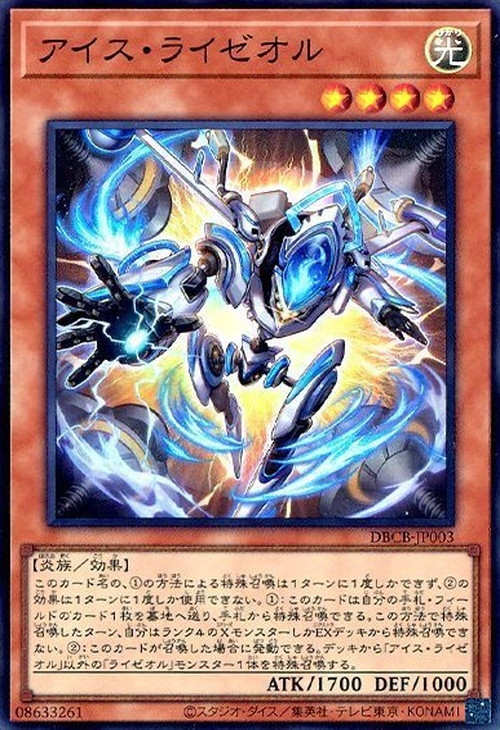 アイス・ライゼオル
光
DBCB-JP003
【炎族／効果】
このカード名の、①の方法による特殊召喚は1ターンに1度しかできず、②の
効果は1ターンに1度しか使用できない。①：このカードは自分の手札・フィー
ルドのカード1枚を墓地へ送り、手札から特殊召喚できる。この方法で特殊
召喚したターン、自分はランク4のXモンスターしかEXデッキから特殊召喚でき
ない。②：このカードが召喚した場合に発動できる。デッキから「アイス・ライゼ
オル」以外の「ライゼオル」モンスター1体を特殊召喚する。
ATK/1700 DEF/1000
08633261 ©スタジオ・ダイス／集英社・テレビ東京・KONAMI